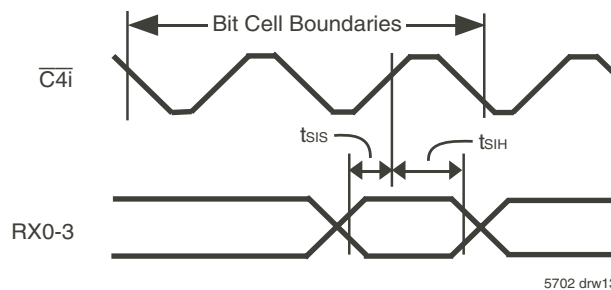 Bit Cell Boundaries
C4i
tSIS
tSIH
RX0-3
5702 drw13